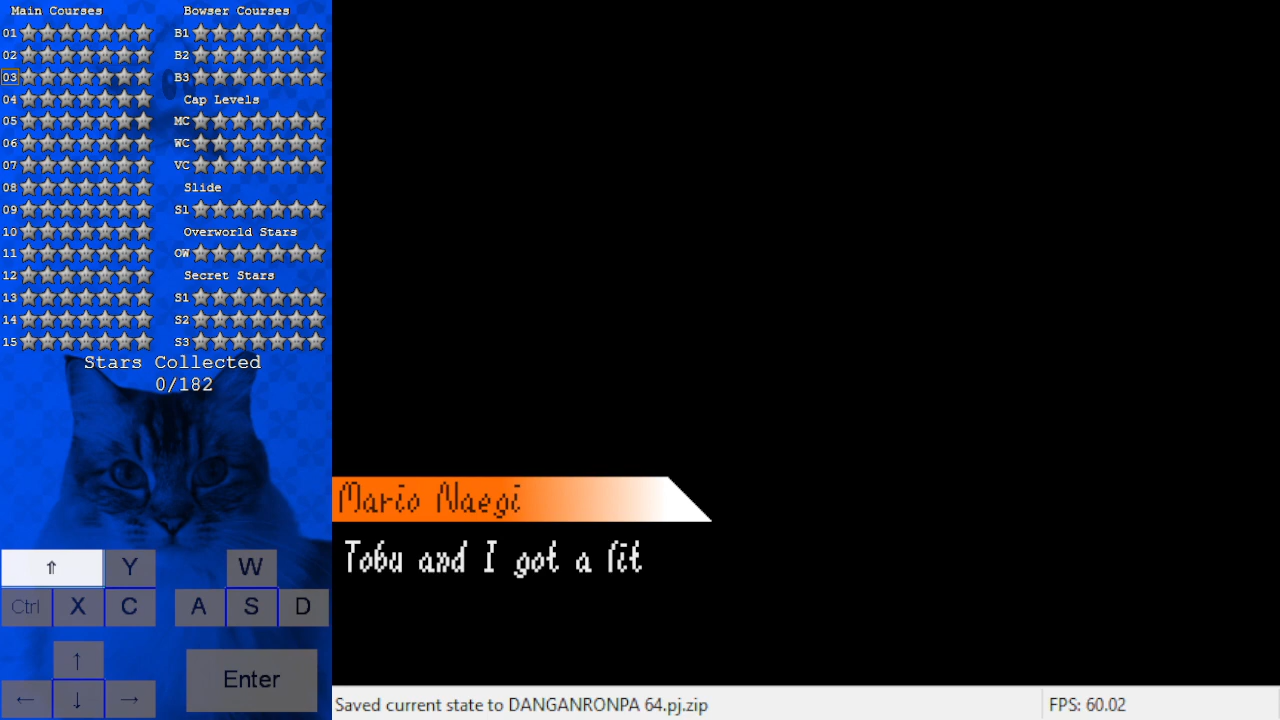 Main Courses
01
02
03
04
05
06
07
08
09
10
11
12
13
14
15
Bowser Courses
B1
B2
B3
Cap Levels
MC
WC
VC
Slide
S1
Overworld Stars
OW
Secret Stars
S1
S2
S3
Stars Collected
0/182
⇑ Y W
Ctrl X C A S D
↑
← ↓ → Enter
Mario Naegi
Tobu and I got a lit
Saved current state to DANGANRONPA 64.pj.zip
FPS: 60.02